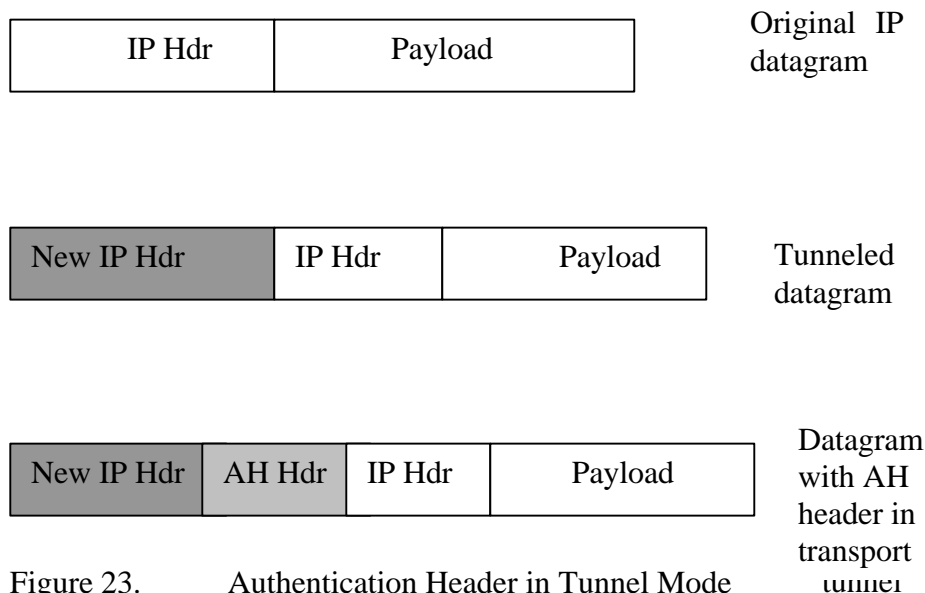 IP Hdr Payload
Original IP
datagram
New IP Hdr IP Hdr Payload
Tunneled
datagram
New IP Hdr AH Hdr IP Hdr Payload
Datagram
with AH
header in
transport
tunnel
Figure 23. Authentication Header in Tunnel Mode